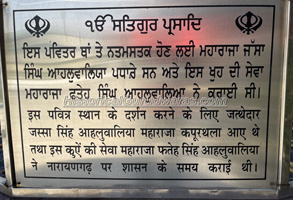 ੴ ਸਤਿਗੁਰ ਪ੍ਰਸਾਦਿ
ਇਸ ਪਵਿਤਰ ਥਾਂ ਤੇ ਨਤਮਸਤਕ ਹੋਣ ਲਈ ਮਹਾਰਾਜਾ ਜੱਸਾ
ਸਿੰਘ ਆਹਲੂਵਾਲਿਆ ਪਧਾਰੇ ਸਨ ਅਤੇ ਇਸ ਖੂਹ ਦੀ ਸੇਵਾ
ਮਹਾਰਾਜਾ ਫਤੇਹ ਸਿੰਘ ਆਹਲੂਵਾਲਿਆ ਨੇ ਕਰਾਈ ਸੀ।
इस पवित्र स्थान के दर्शन करने के लिए जत्थेदार
जस्सा सिंह आहलुवालिया महाराजा कपूरथला आए थे
तथा इस कुएँ की सेवा महाराजा फतेह सिंह आहलुवालिया
ने नारायणगढ़ पर शासन के समय कराई थी।